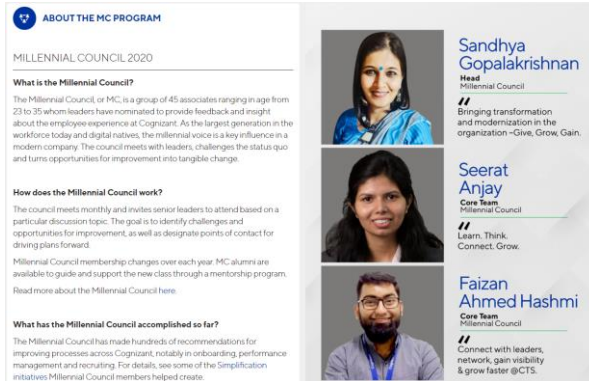 ABOUT THE MC PROGRAM
MILLENNIAL COUNCIL 2020
What is the Millennial Council?
The Millennial Council, or MC, is a group of 45 associates ranging in age from
23 to 35 whom leaders have nominated to provide feedback and insight
about the employee experience at Cognizant. As the largest generation in the
workforce today and digital natives, the millennial voice is a key influence in a
modern company. The council meets with leaders, challenges the status quo
and turns opportunities for improvement into tangible change.
How does the Millennial Council work?
The council meets monthly and invites senior leaders to attend based on a
particular discussion topic. The goal is to identify challenges and
opportunities for improvement, as well as designate points of contact for
driving plans forward.
Millennial Council membership changes over each year. MC alumni are
available to guide and support the new class through a mentorship program.
Read more about the Millennial Council here.
What has the Millennial Council accomplished so far?
The Millennial Council has made hundreds of recommendations for
improving processes across Cognizant, notably in onboarding, performance
management and recruiting. For details, see some of the Simplification
initiatives Millennial Council members helped create.
Sandhya
Gopalakrishnan
Head
Millennial Council
Bringing transformation
and modernization in the
organization –Give, Grow, Gain.
Seerat
Anjay
Core Team
Millennial Council
Learn. Think.
Connect. Grow.
Faizan
Ahmed Hashmi
Core Team
Millennial Council
Connect with leaders,
network, gain visibility
& grow faster @CTS.